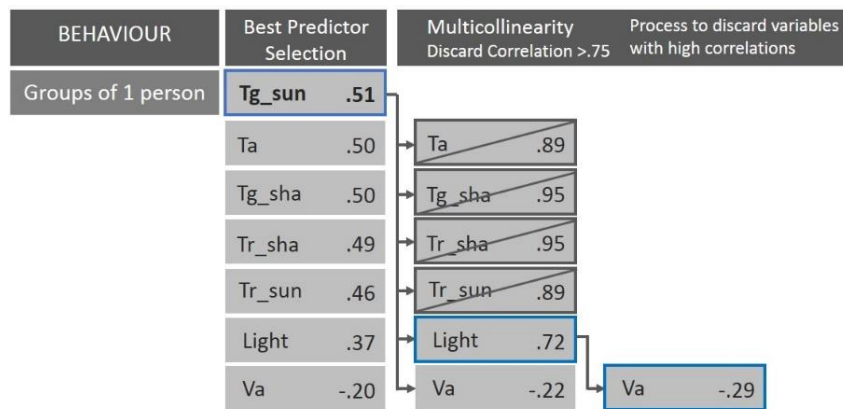 BEHAVIOUR
Best Predictor
Selection
Multicollinearity
Discard Correlation >.75
Process to discard variables
with high correlations
Groups of 1 person
Tg_sun .51
Ta .50
Ta .89
Tg_sha .50
Tg_sha .95
Tr_sha .49
Tr_sha .95
Tr_sun .46
Tr_sun .89
Light .37
Light .72
Va -.20
Va -.22
Va -.29